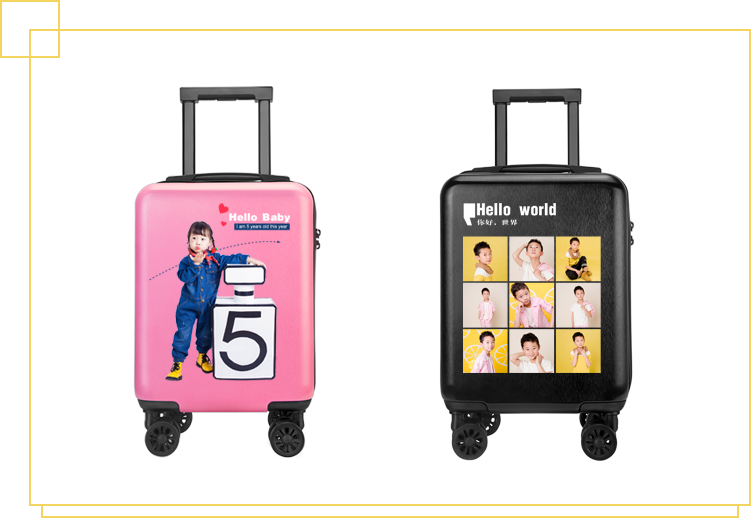 Hello Baby
I am 5 years old this year
5
Hello world
你好，世界